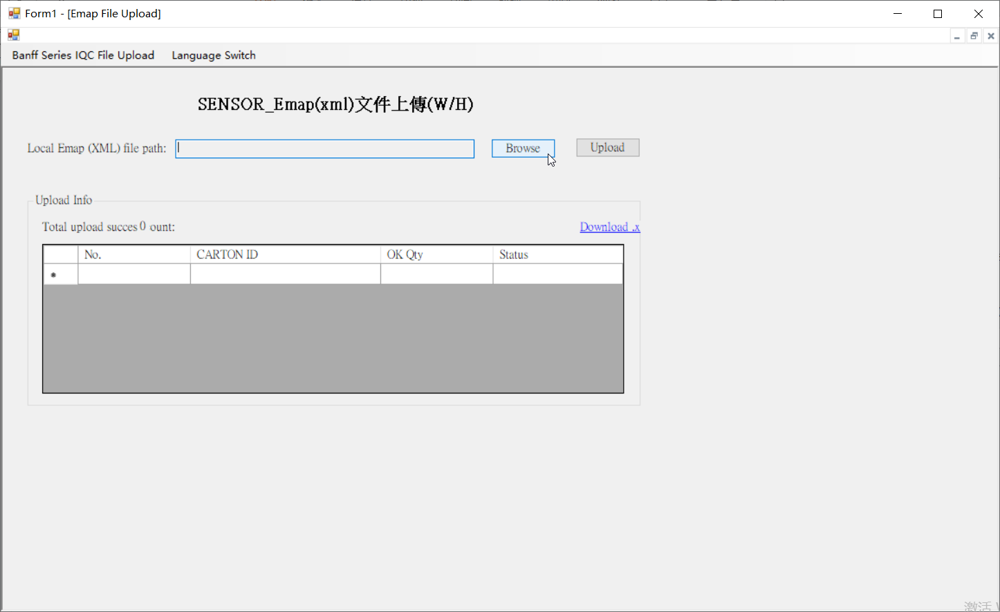 Form1 - [Emap File Upload]
Banff Series IQC File Upload Language Switch
SENSOR_Emap(xml)文件上傳(W/H)
Local Emap (XML) file path: Browse Upload
Upload Info
Total upload succes 0 ount: Download .x
No. CARTON ID OK Qty Status
激活